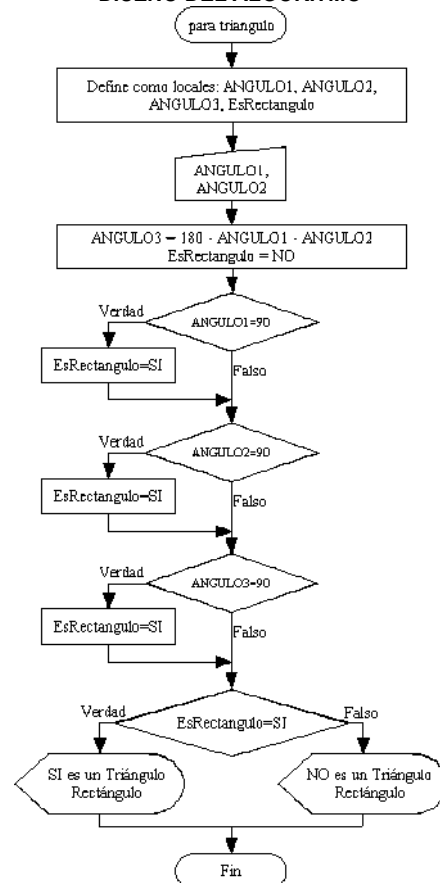 para triangulo
Define como locales: ANGULO1, ANGULO2,
ANGULO3, EsRectangulo
ANGULO1,
ANGULO2
ANGULO3 = 180 - ANGULO1 - ANGULO2
EsRectangulo = NO
Verdad
ANGULO1=90
EsRectangulo=SI
Falso
Verdad
ANGULO2=90
EsRectangulo=SI
Falso
Verdad
ANGULO3=90
EsRectangulo=SI
Falso
Verdad
EsRectangulo=SI
Falso
SI es un Triángulo
Rectángulo
NO es un Triángulo
Rectángulo
Fin